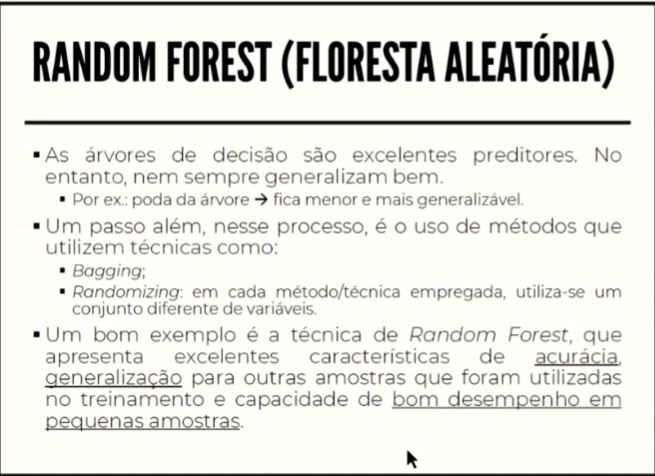 RANDOM FOREST (FLORESTA ALEATÓRIA)
▪ As árvores de decisão são excelentes preditores. No
entanto, nem sempre generalizam bem.
▪ Por ex.: poda da árvore → fica menor e mais generalizável.
▪ Um passo além, nesse processo, é o uso de métodos que
utilizem técnicas como:
▪ Bagging;
▪ Randomizing: em cada método/técnica empregada, utiliza-se um
conjunto diferente de variáveis.
▪ Um bom exemplo é a técnica de Random Forest, que
apresenta excelentes características de acurácia,
generalização para outras amostras que foram utilizadas
no treinamento e capacidade de bom desempenho em
pequenas amostras.